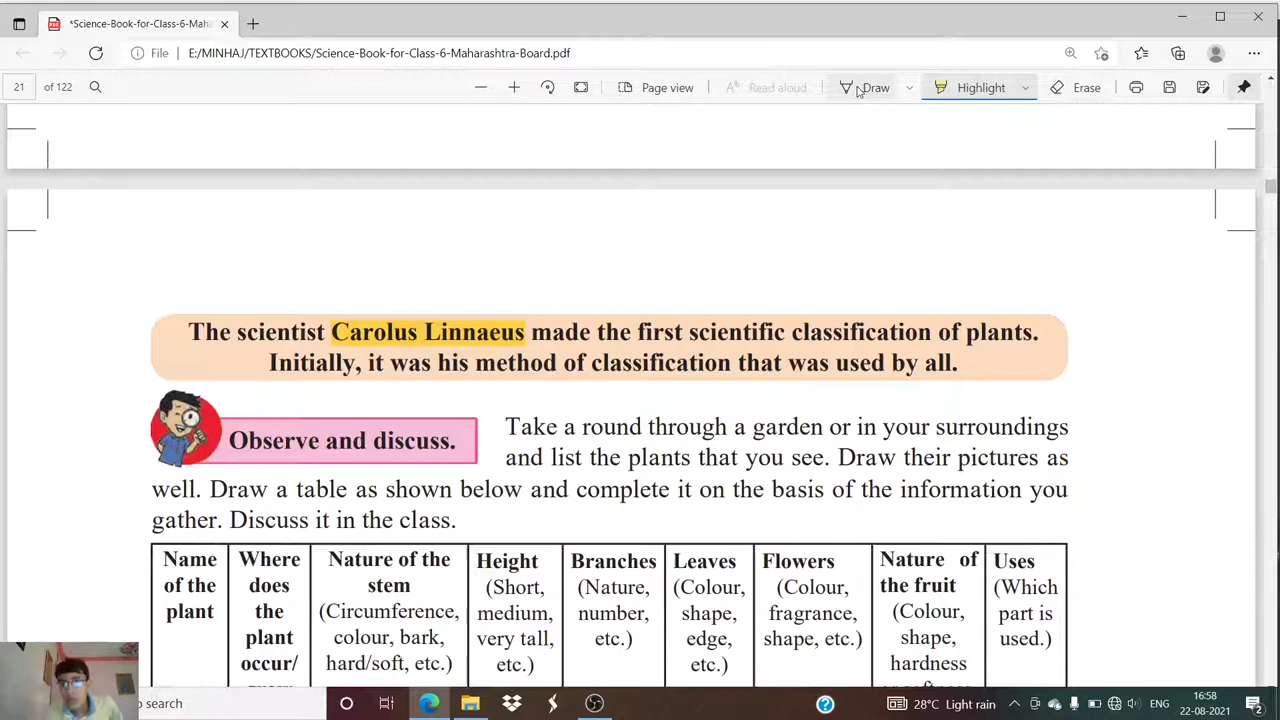 *Science-Book-for-Class-6-Maha
File
E:/MINHAJ/TEXTBOOKS/Science-Book-for-Class-6-Maharashtra-Board.pdf
21 of 122
Page view
Read aloud
Draw
Highlight
Erase
The scientist Carolus Linnaeus made the first scientific classification of plants.
Initially, it was his method of classification that was used by all.
Observe and discuss.
Take a round through a garden or in your surroundings
and list the plants that you see. Draw their pictures as
well. Draw a table as shown below and complete it on the basis of the information you
gather. Discuss it in the class.
Name
of the
plant
Where
does
the
plant
occur/
Nature of the
stem
(Circumference,
colour, bark,
hard/soft, etc.)
Height
(Short,
medium,
very tall,
etc.)
Branches
(Nature,
number,
etc.)
Leaves
(Colour,
shape,
edge,
etc.)
Flowers
(Colour,
fragrance,
shape, etc.)
Nature of
the fruit
(Colour,
shape,
hardness
Uses
(Which
part is
used.)
search
28°C Light rain
ENG
16:58
22-08-2021
2